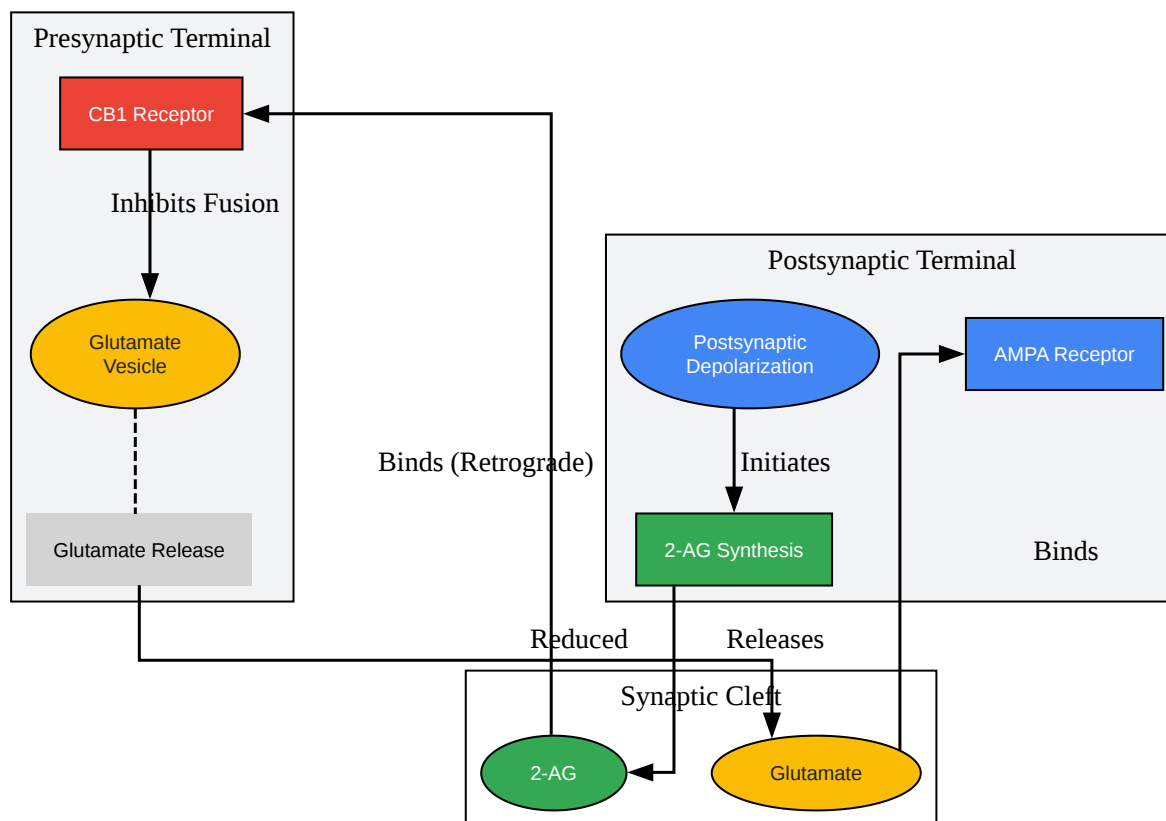 Presynaptic Terminal
CB1 Receptor
Inhibits Fusion
Postsynaptic Terminal
Glutamate
Vesicle
Postsynaptic
Depolarization
AMPA Receptor
Binds (Retrograde)
Initiates
Glutamate Release
2-AG Synthesis
Binds
Reduced
Releases
Synaptic Cleft
2-AG
Glutamate